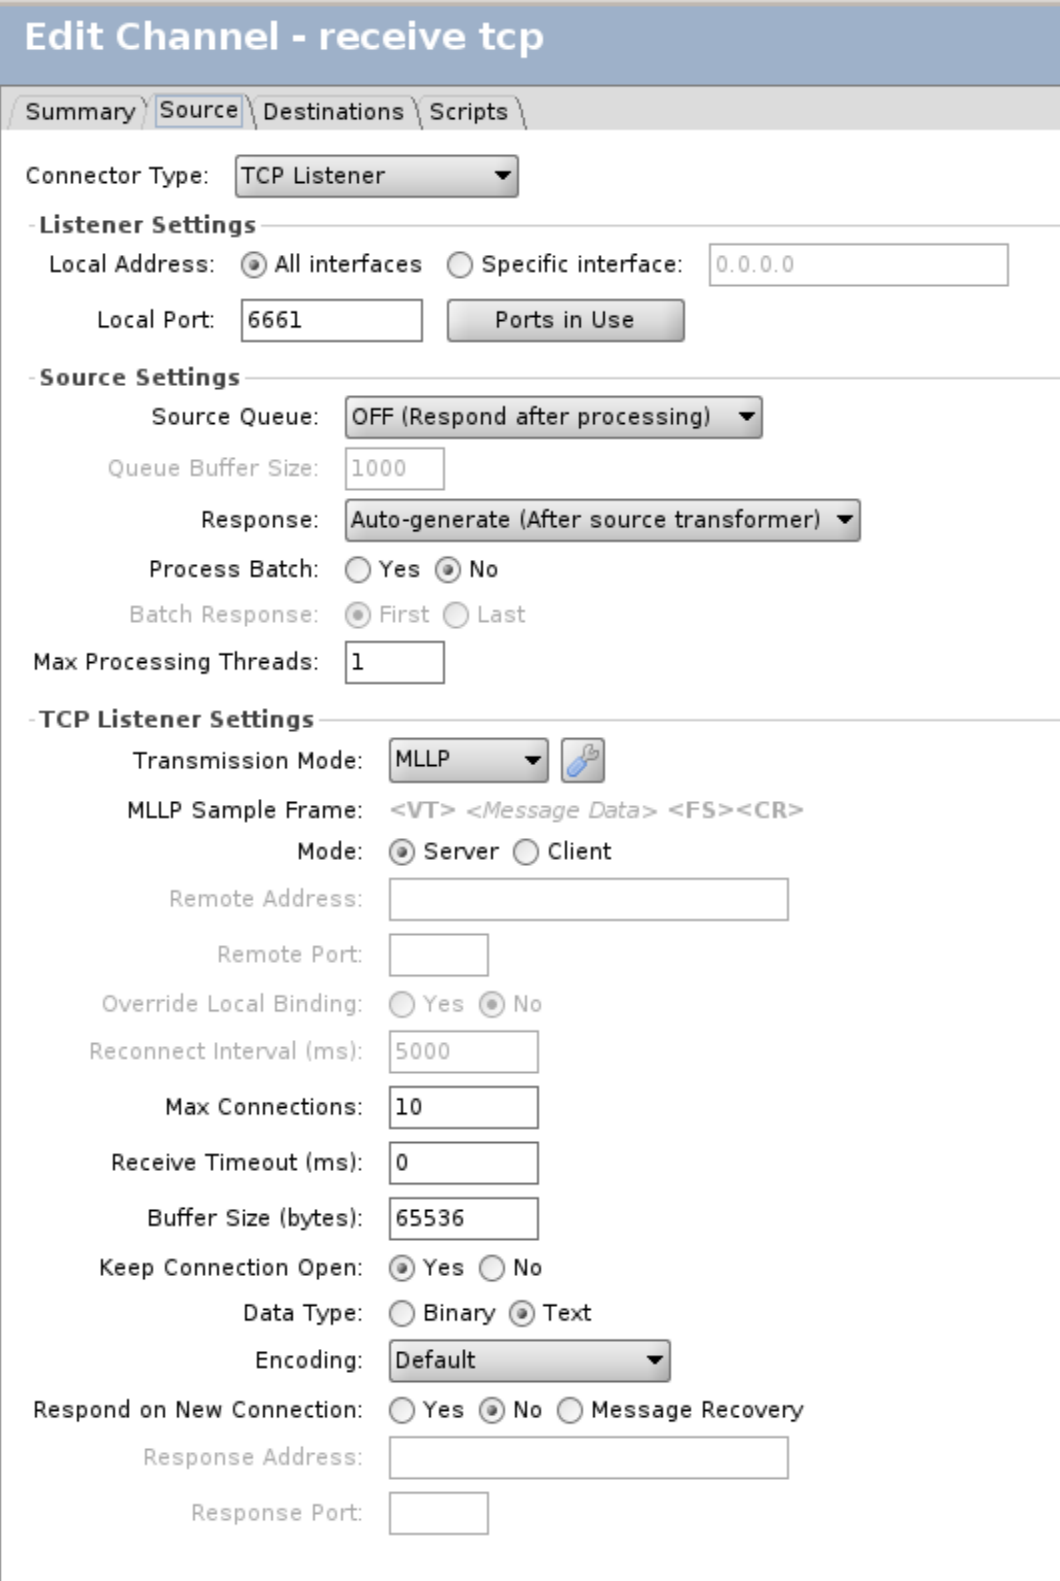 Edit Channel - receive tcp
Summary Source Destinations Scripts
Connector Type: TCP Listener
Listener Settings
Local Address: All interfaces Specific interface: 0.0.0.0
Local Port: 6661 Ports in Use
Source Settings
Source Queue: OFF (Respond after processing)
Queue Buffer Size: 1000
Response: Auto-generate (After source transformer)
Process Batch: Yes No
Batch Response: First Last
Max Processing Threads: 1
TCP Listener Settings
Transmission Mode: MLLP
MLLP Sample Frame: <VT> <Message Data> <FS><CR>
Mode: Server Client
Remote Address:
Remote Port:
Override Local Binding: Yes No
Reconnect Interval (ms): 5000
Max Connections: 10
Receive Timeout (ms): 0
Buffer Size (bytes): 65536
Keep Connection Open: Yes No
Data Type: Binary Text
Encoding: Default
Respond on New Connection: Yes No Message Recovery
Response Address:
Response Port: